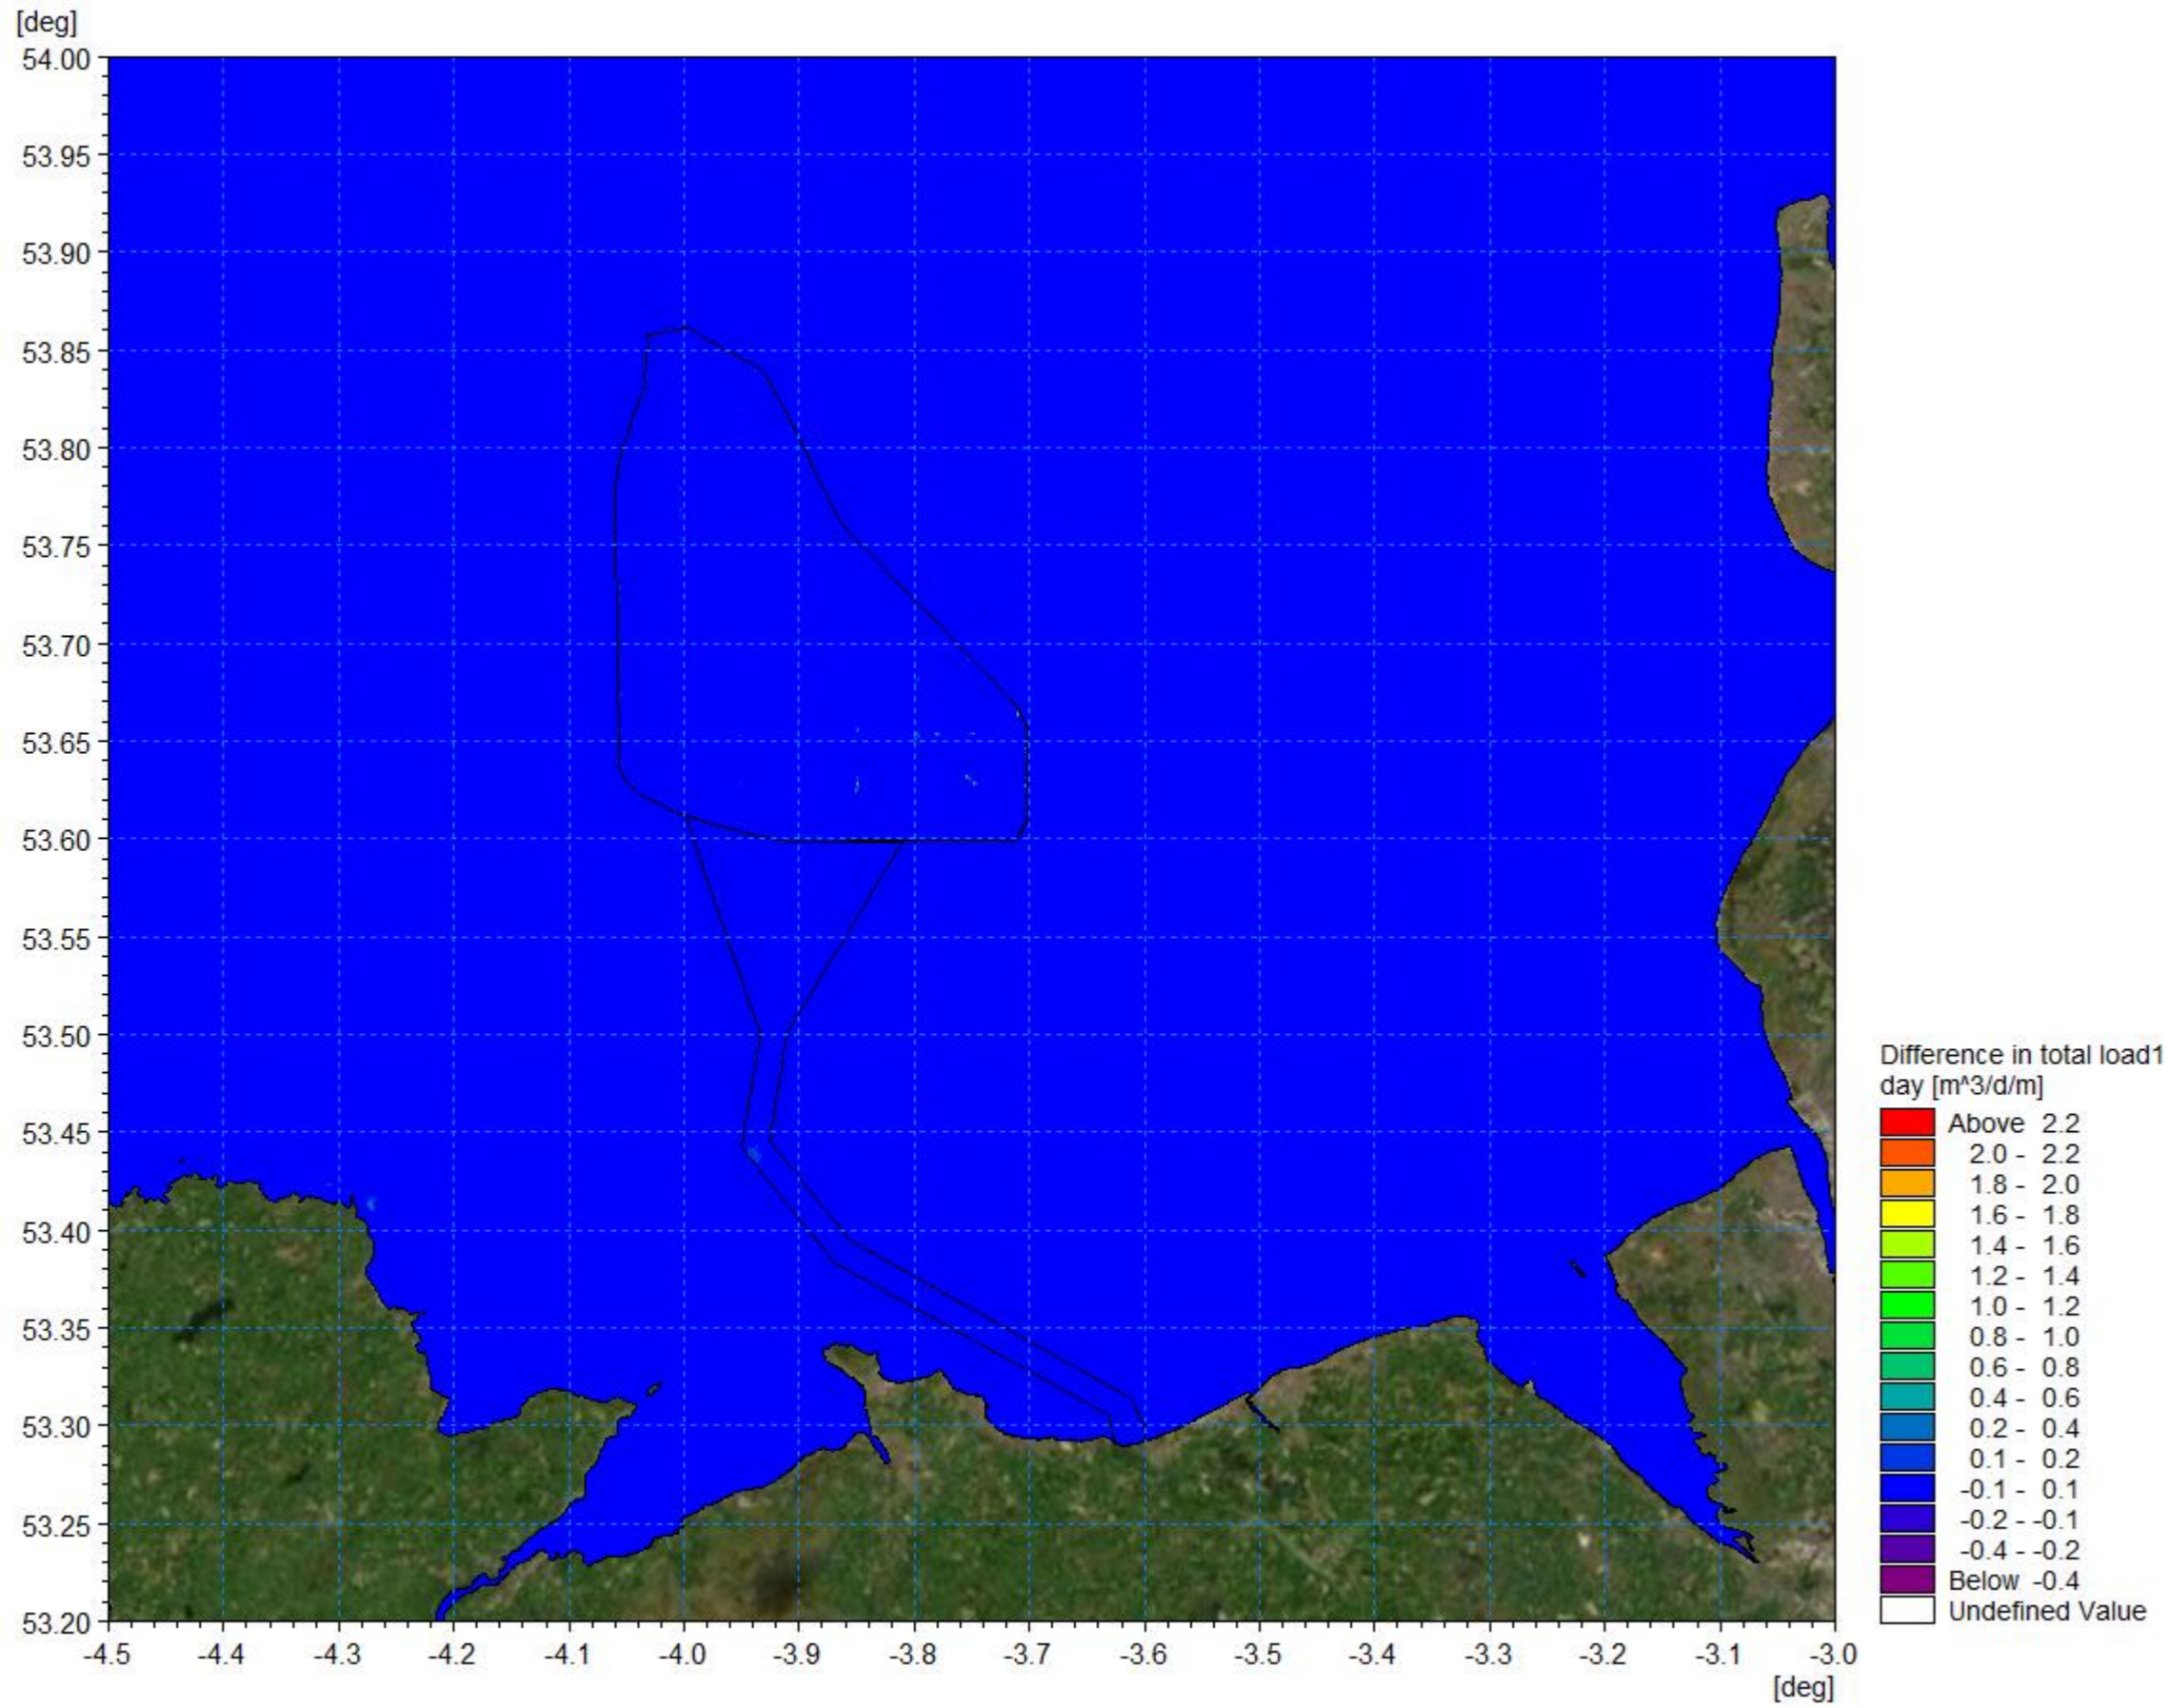 [deg]
54.00
53.95
53.90
53.85
53.80
53.75
53.70
53.65
53.60
53.55
53.50
53.45
53.40
53.35
53.30
53.25
53.20
-4.5 -4.4 -4.3 -4.2 -4.1 -4.0 -3.9 -3.8 -3.7 -3.6 -3.5 -3.4 -3.3 -3.2 -3.1 -3.0
[deg]
Difference in total load1
day [m^3/d/m]
Above 2.2
2.0 - 2.2
1.8 - 2.0
1.6 - 1.8
1.4 - 1.6
1.2 - 1.4
1.0 - 1.2
0.8 - 1.0
0.6 - 0.8
0.4 - 0.6
0.2 - 0.4
0.1 - 0.2
-0.1 - 0.1
-0.2 - -0.1
-0.4 - -0.2
Below -0.4
Undefined Value